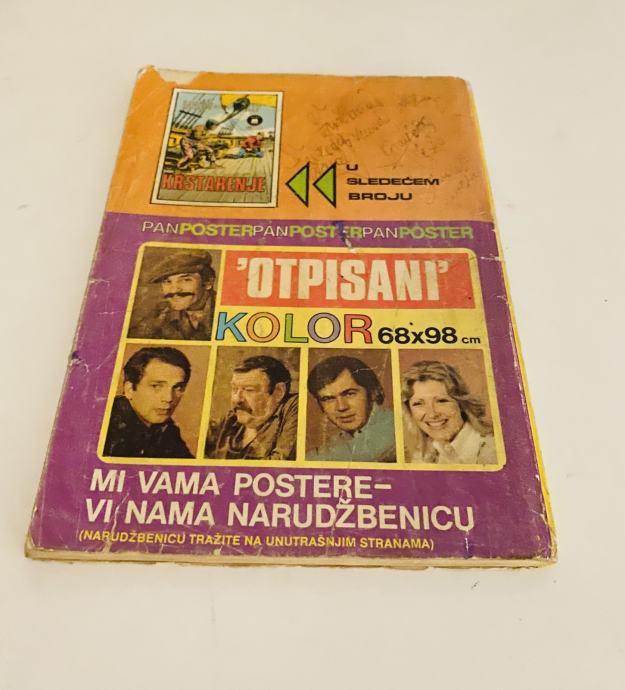 KRSTARENJE
U
SLEDEĆEM
BROJU
PANPOSTERPANPOSTERPANPOSTER
'OTPISANI'
KOLOR 68x98 cm
MI VAMA POSTERE–
VI NAMA NARUDŽBENICU
(NARUDŽBENICU TRAŽITE NA UNUTRAŠNJIM STRANAMA)